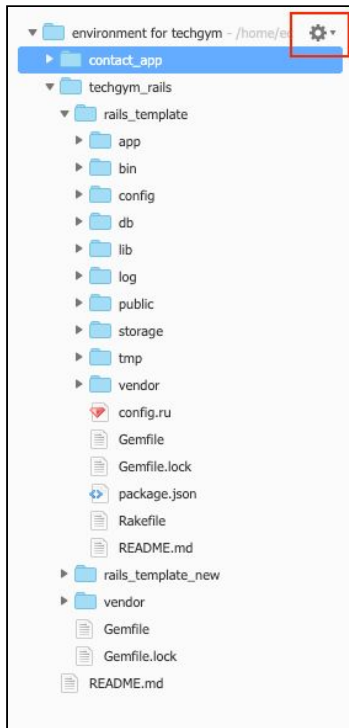 environment for techgym - /home/ec
contact_app
techgym_rails
rails_template
app
bin
config
db
lib
log
public
storage
tmp
vendor
config.ru
Gemfile
Gemfile.lock
package.json
Rakefile
README.md
rails_template_new
vendor
Gemfile
Gemfile.lock
README.md